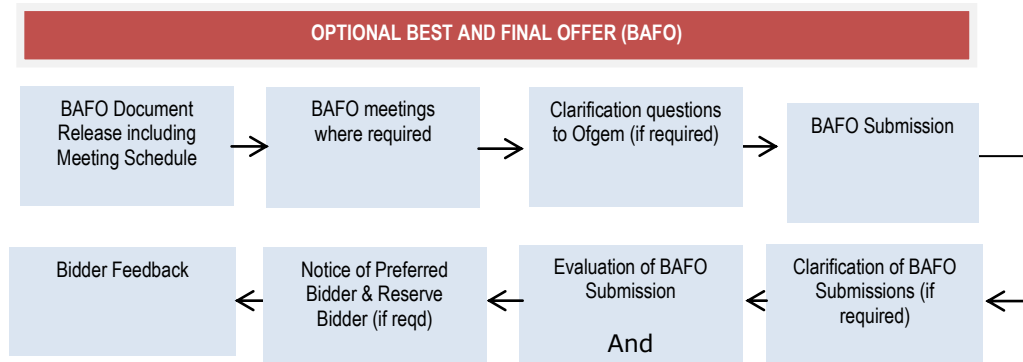 OPTIONAL BEST AND FINAL OFFER (BAFO)
BAFO Document
Release including
Meeting Schedule
BAFO meetings
where required
Clarification questions
to Ofgem (if required)
BAFO Submission
Bidder Feedback
Notice of Preferred
Bidder & Reserve
Bidder (if reqd)
Evaluation of BAFO
Submission
And
Clarification of BAFO
Submissions (if
required)